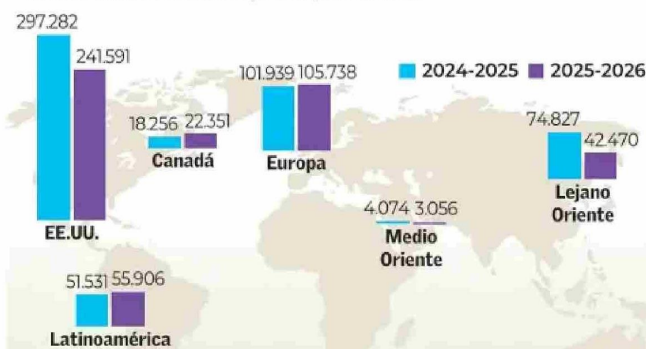 297.282
241.591
EE.UU.
18.256 22.351
Canadá
101.939 105.738
Europa
2024-2025 2025-2026
74.827
42.470
Lejano
Oriente
4.074 3.056
Medio
Oriente
51.531 55.906
Latinoamérica